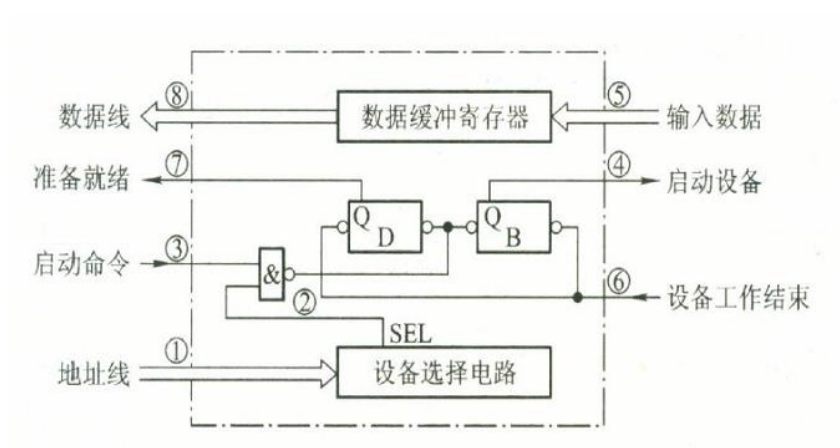 ⑧
⑤
数据线
数据缓冲寄存器
输入数据
⑦
④
准备就绪
启动设备
Q
D
Q
B
③
启动命令
&
②
⑥
设备工作结束
SEL
①
地址线
设备选择电路